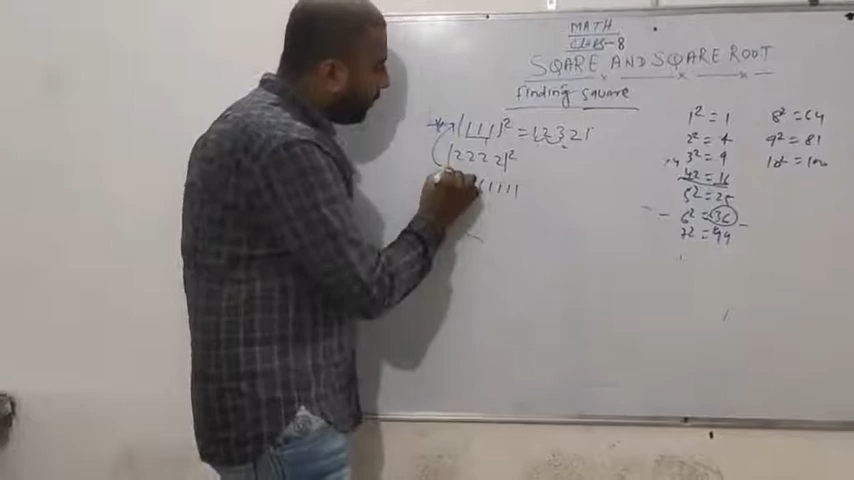 MATH
CLASS-8
SQARE AND SQARE ROOT
Finding square
(111)² = 12321
(2222)²
1111
1² = 1
2² = 4
3² = 9
4² = 16
5² = 25
6² = 36
7² = 49
8² = 64
9² = 81
10² = 100